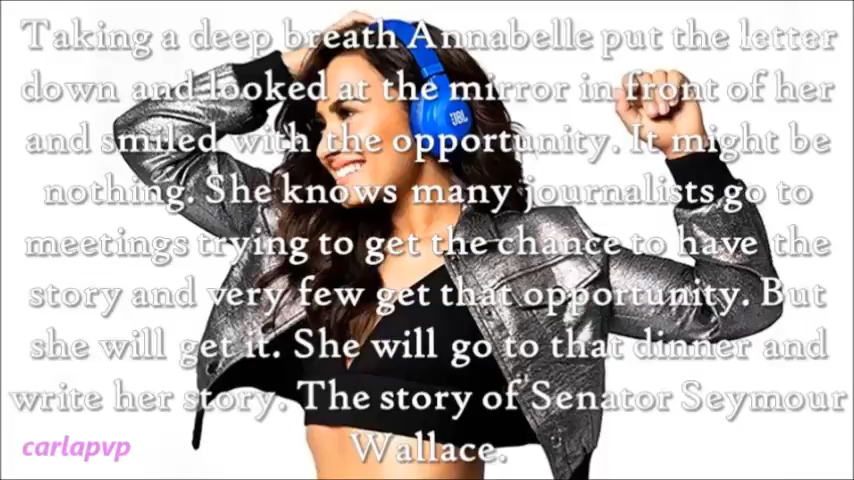 Taking a deep breath Annabelle put the letter
down and looked at the mirror in front of her
and smiled with the opportunity. It might be
nothing. She knows many journalists go to
meetings trying to get the chance to have the
story and very few get that opportunity. But
she will get it. She will go to that dinner and
write her story. The story of Senator Seymour
Wallace.
JBL
carlapvp